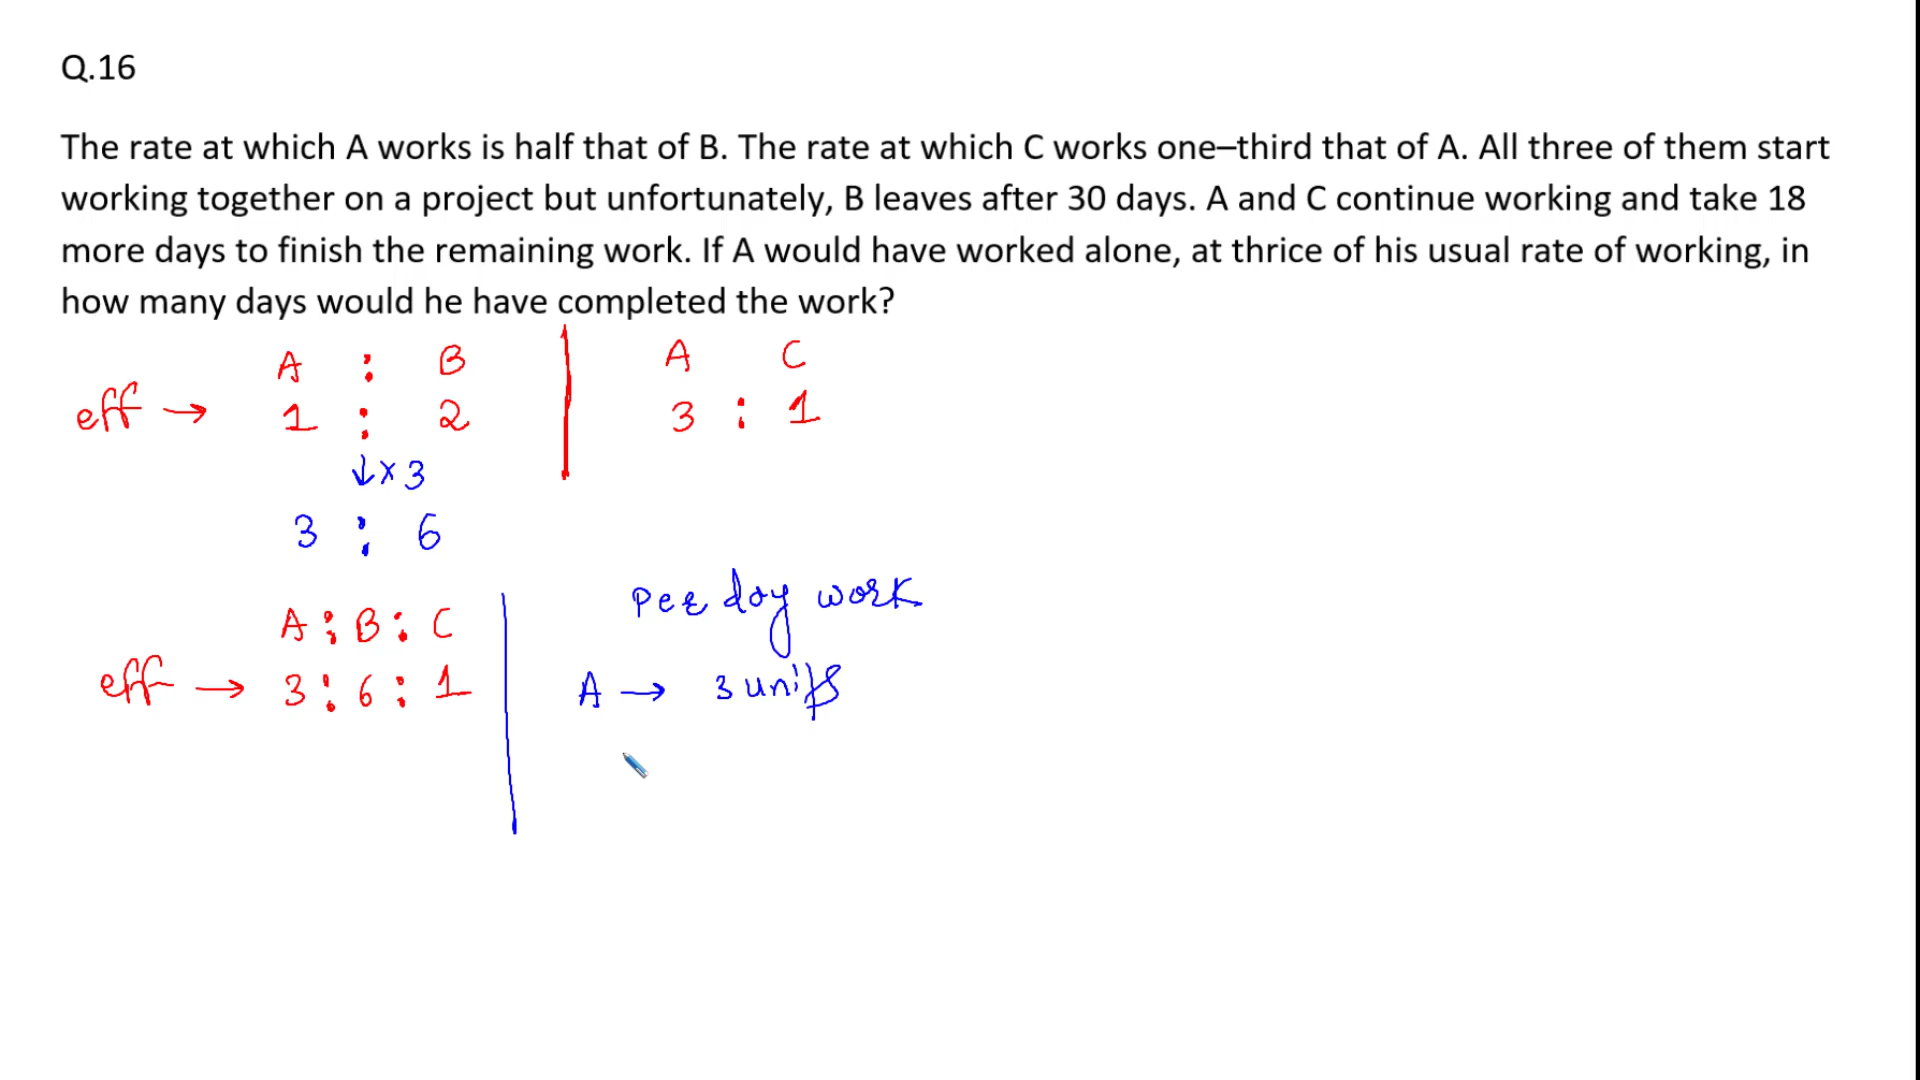 Q.16
The rate at which A works is half that of B. The rate at which C works one–third that of A. All three of them start
working together on a project but unfortunately, B leaves after 30 days. A and C continue working and take 18
more days to finish the remaining work. If A would have worked alone, at thrice of his usual rate of working, in
how many days would he have completed the work?
A : B A C
eff → 1 : 2 3 : 1
↓ × 3
3 : 6
Per day work
A : B : C
eff → 3 : 6 : 1 A → 3 units